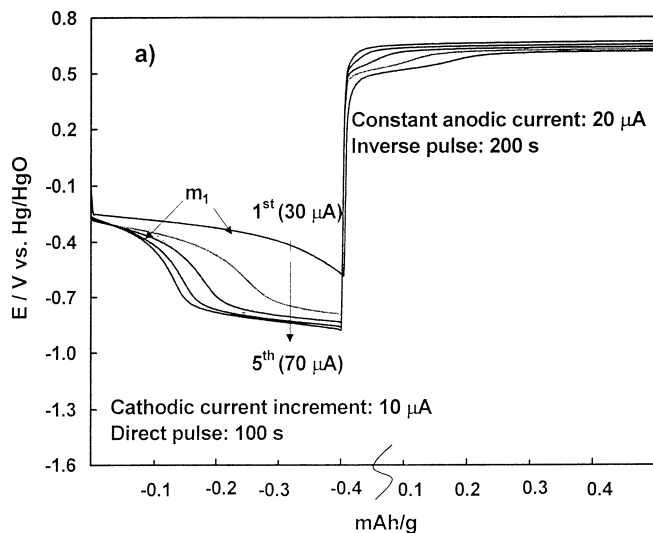 0.8
a)
0.5
Constant anodic current: 20 µA
Inverse pulse: 200 s
0.2
-0.1
m1
1st (30 µA)
-0.4
E / V vs. Hg/HgO
-0.7
5th (70 µA)
-1.0
-1.3
Cathodic current increment: 10 µA
Direct pulse: 100 s
-1.6
-0.1 -0.2 -0.3 -0.4 0.1 0.2 0.3 0.4
mAh/g